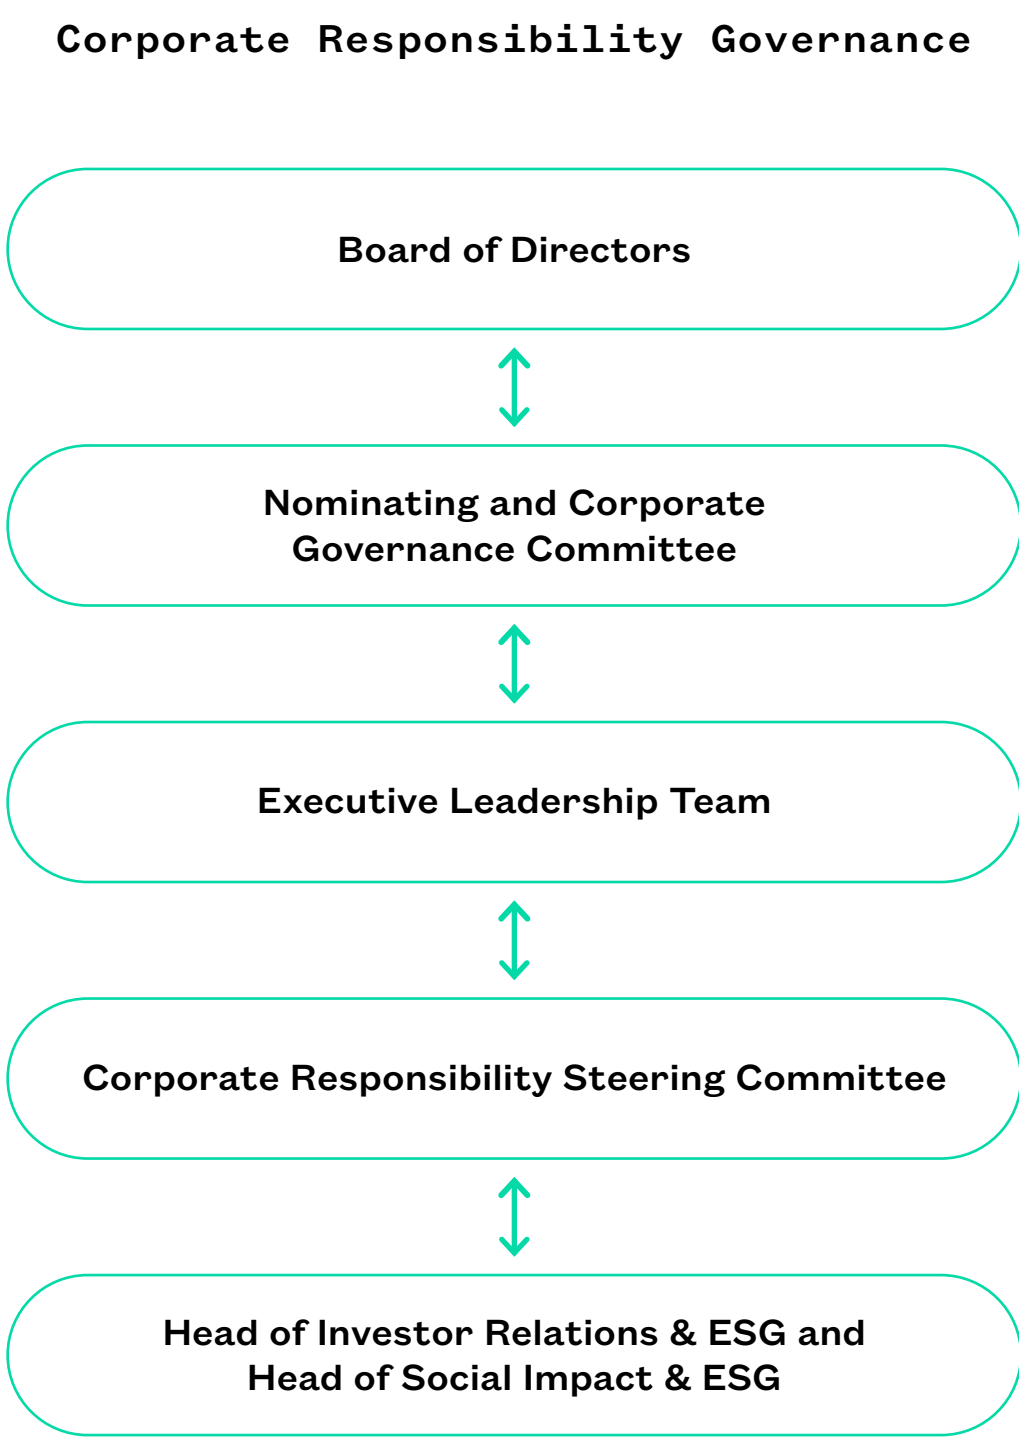 Corporate Responsibility Governance
Board of Directors
Nominating and Corporate
Governance Committee
Executive Leadership Team
Corporate Responsibility Steering Committee
Head of Investor Relations & ESG and
Head of Social Impact & ESG